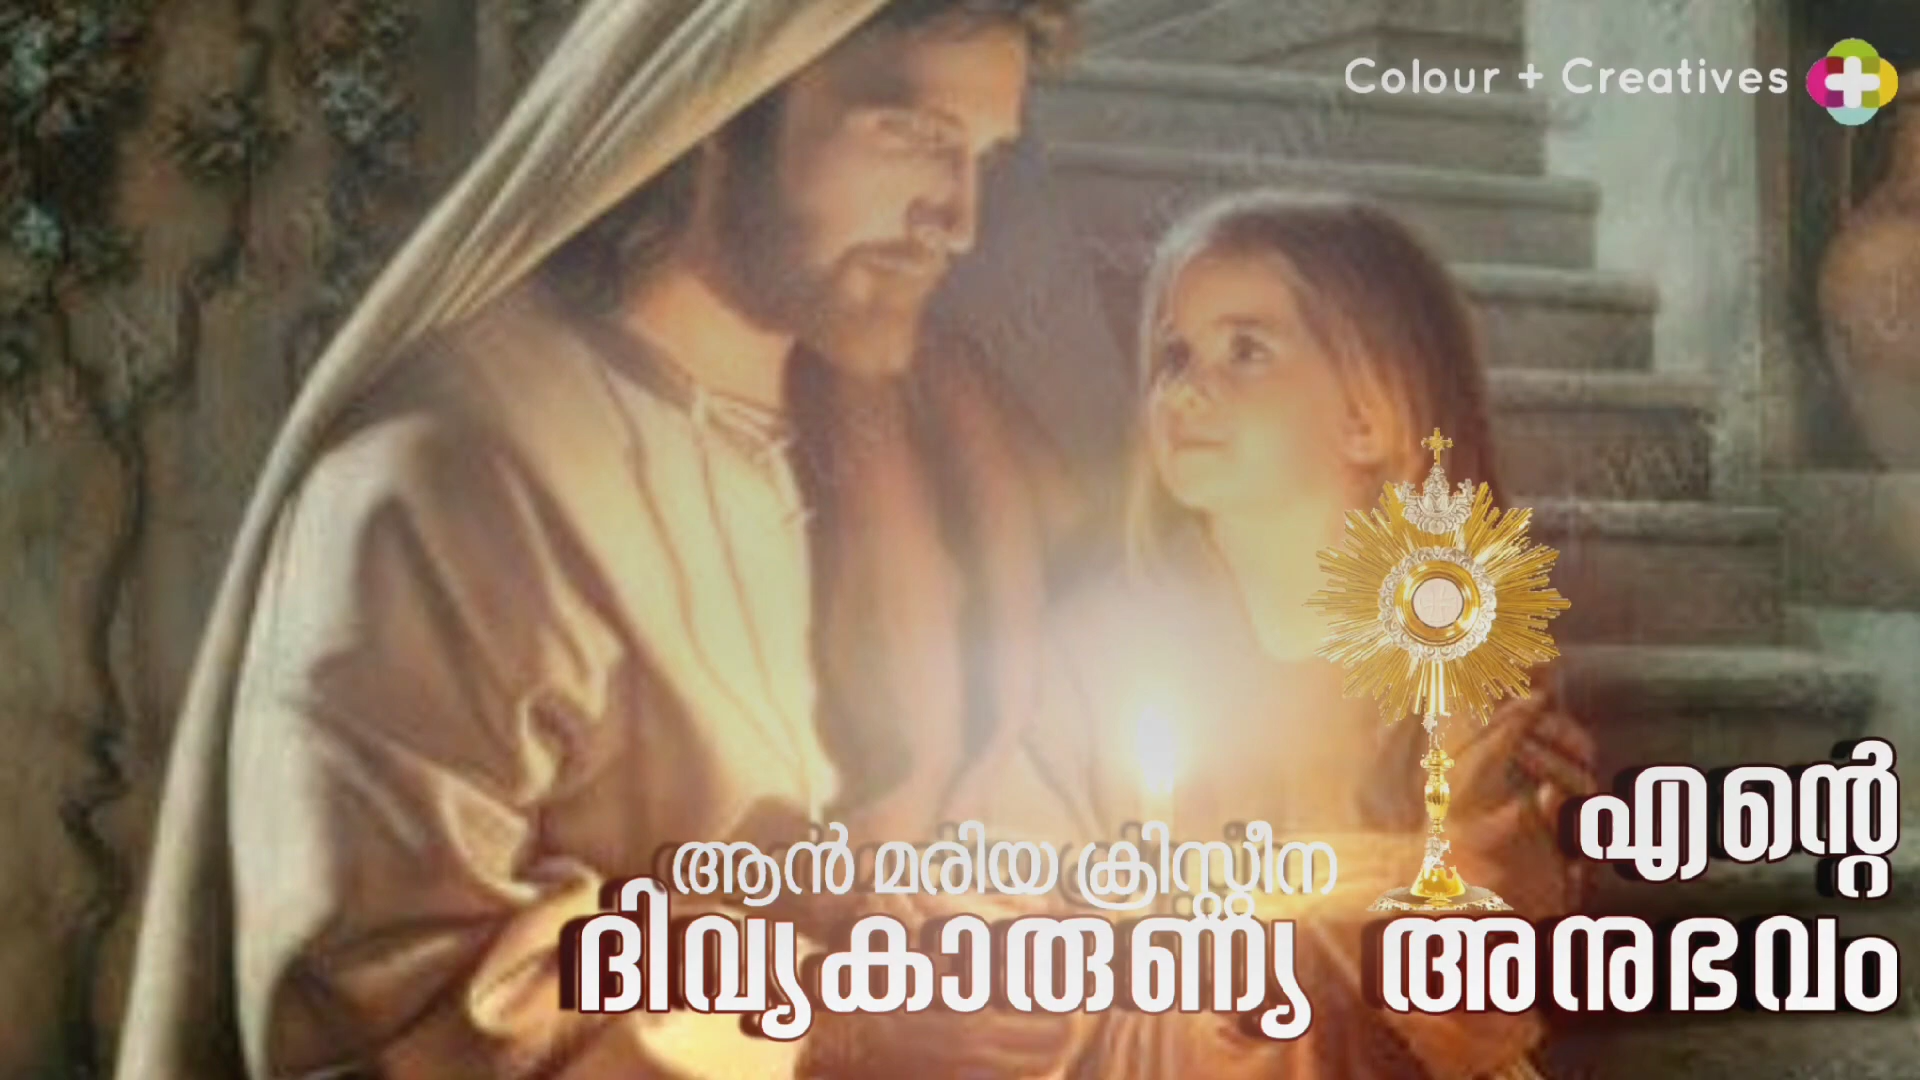 Colour + Creatives
എന്റെ
ആൻ മരിയ ക്രിസ്റ്റീന
ദിവ്യകാരുണ്യ അനുഭവം